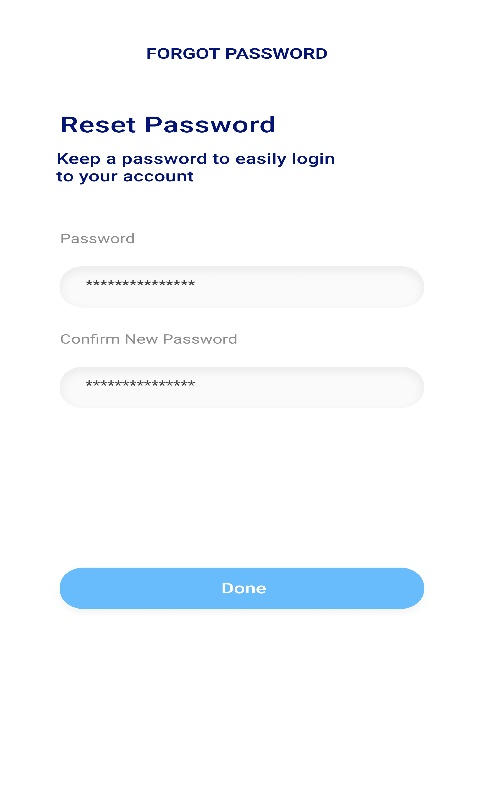 FORGOT PASSWORD
Reset Password
Keep a password to easily login
to your account
Password
***************
Confirm New Password
***************
Done